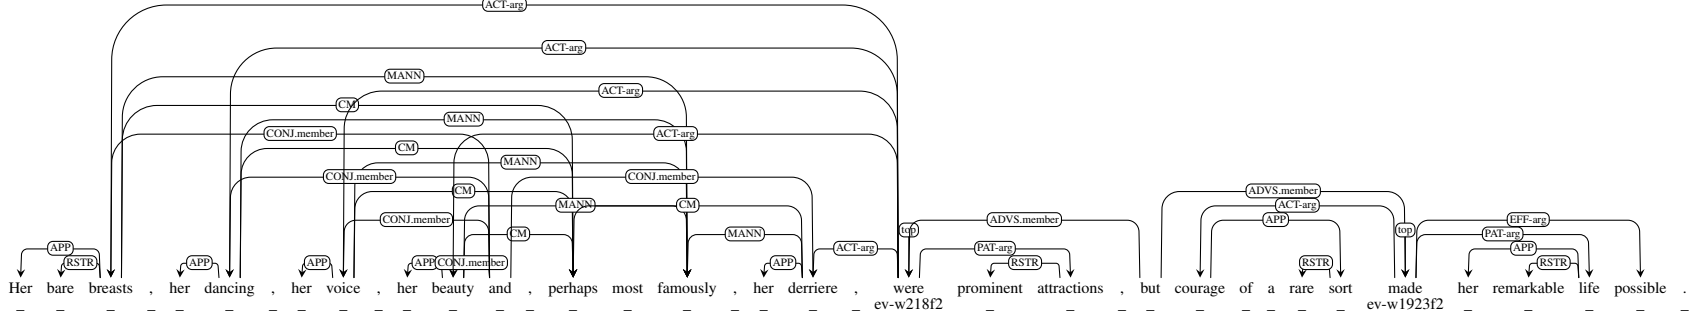 ACT-arg
ACT-arg
MANN
ACT-arg
CM
MANN
CONJ.member ACT-arg
CM
MANN
CONJ.member CONJ.member
CM ADVS.member
MANN CM ACT-arg
CONJ.member ADVS.member APP EFF-arg
top top
CM MANN PAT-arg
APP ACT-arg PAT-arg APP
RSTR APP APP APP CONJ.member APP RSTR RSTR RSTR
Her bare breasts , her dancing , her voice , her beauty and , perhaps most famously , her derriere , were prominent attractions , but courage of a rare sort made her remarkable life possible .
ev-w218f2 ev-w1923f2
_ _ _ _ _ _ _ _ _ _ _ _ _ _ _ _ _ _ _ _ _ _ _ _ _ _ _ _ _ _ _ _ _ _